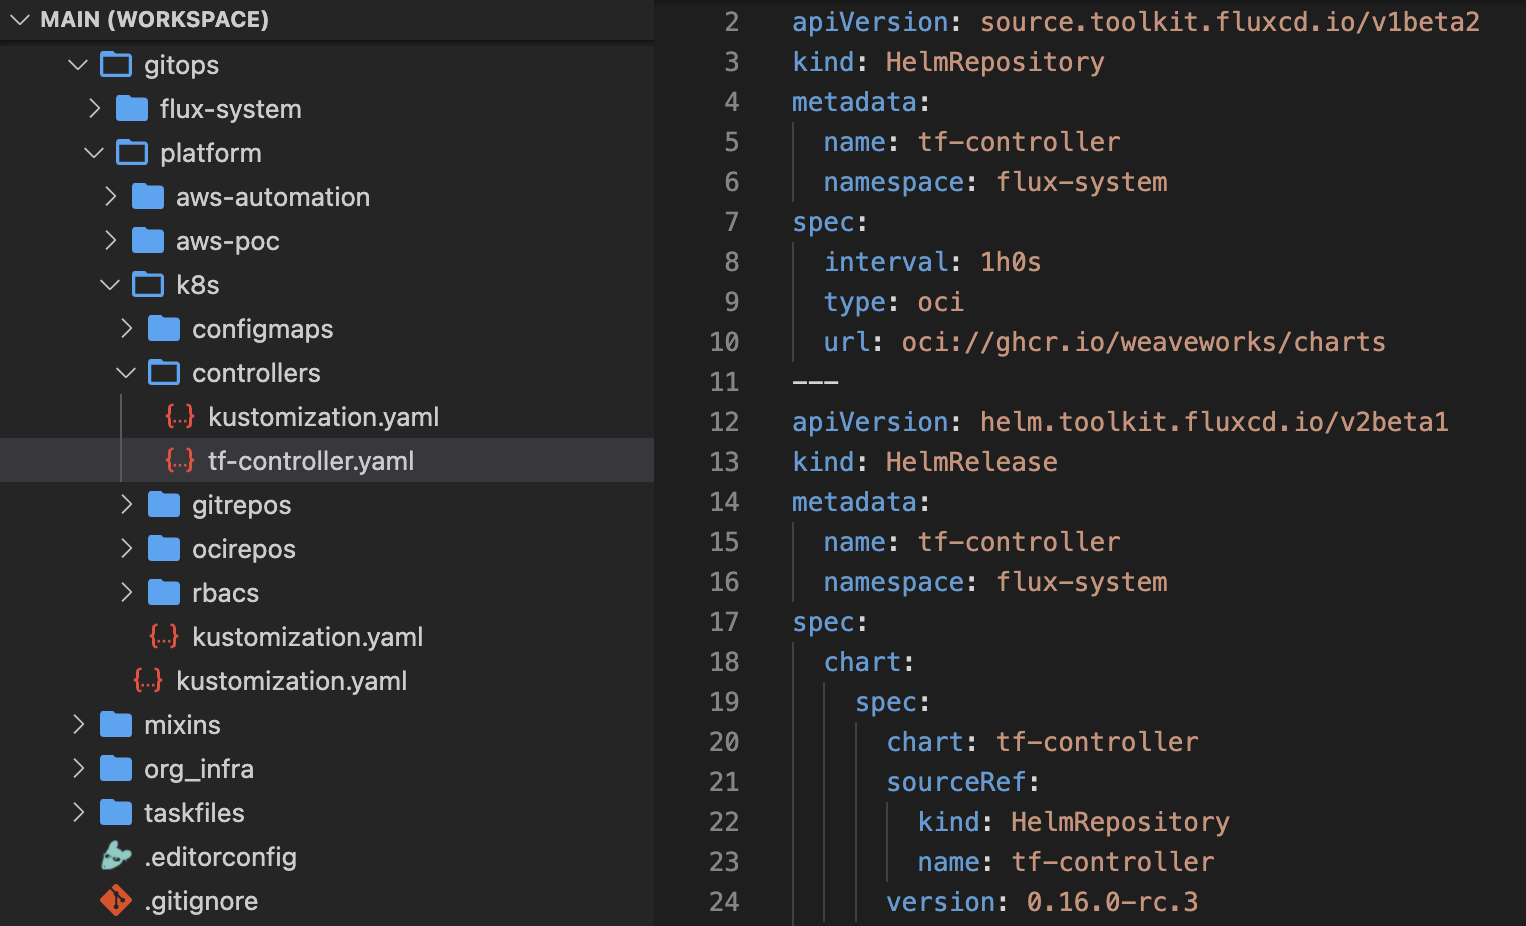 MAIN (WORKSPACE)
gitops
flux-system
platform
aws-automation
aws-poc
k8s
configmaps
controllers
{...} kustomization.yaml
{...} tf-controller.yaml
gitrepos
ocirepos
rbacs
{...} kustomization.yaml
{...} kustomization.yaml
mixins
org_infra
taskfiles
.editorconfig
.gitignore
2 apiVersion: source.toolkit.fluxcd.io/v1beta2
3 kind: HelmRepository
4 metadata:
5 name: tf-controller
6 namespace: flux-system
7 spec:
8 interval: 1h0s
9 type: oci
10 url: oci://ghcr.io/weaveworks/charts
11 ---
12 apiVersion: helm.toolkit.fluxcd.io/v2beta1
13 kind: HelmRelease
14 metadata:
15 name: tf-controller
16 namespace: flux-system
17 spec:
18 chart:
19 spec:
20 chart: tf-controller
21 sourceRef:
22 kind: HelmRepository
23 name: tf-controller
24 version: 0.16.0-rc.3